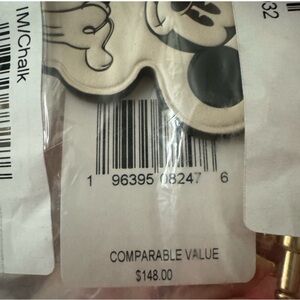 IM/Chalk
32
1 96395 08247 6
COMPARABLE VALUE
$148.00